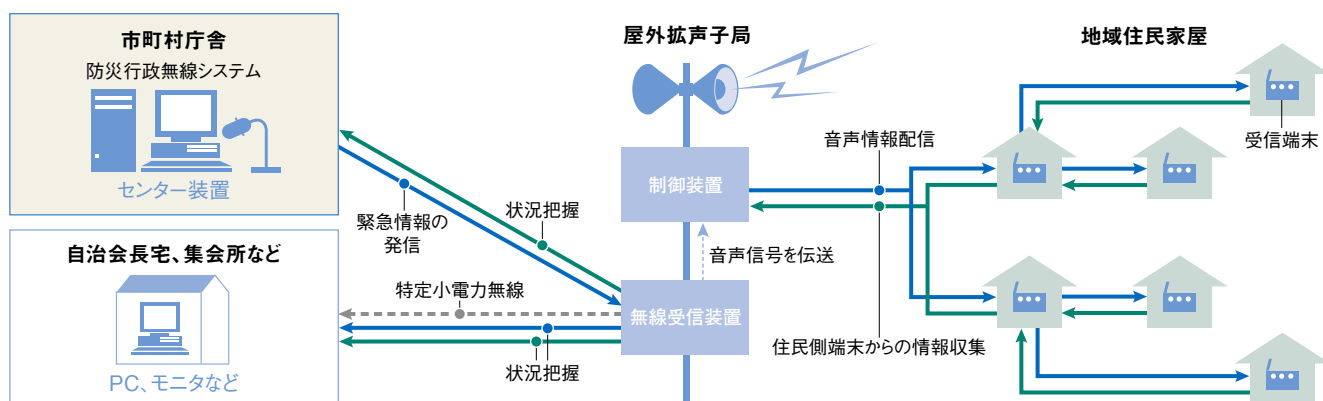 市町村庁舎
防災行政無線システム
センター装置
自治会長宅、集会所など
PC、モニタなど
緊急情報の
発信
状況把握
特定小電力無線
状況把握
屋外拡声子局
制御装置
音声信号を伝送
無線受信装置
音声情報配信
住民側端末からの情報収集
地域住民家屋
受信端末